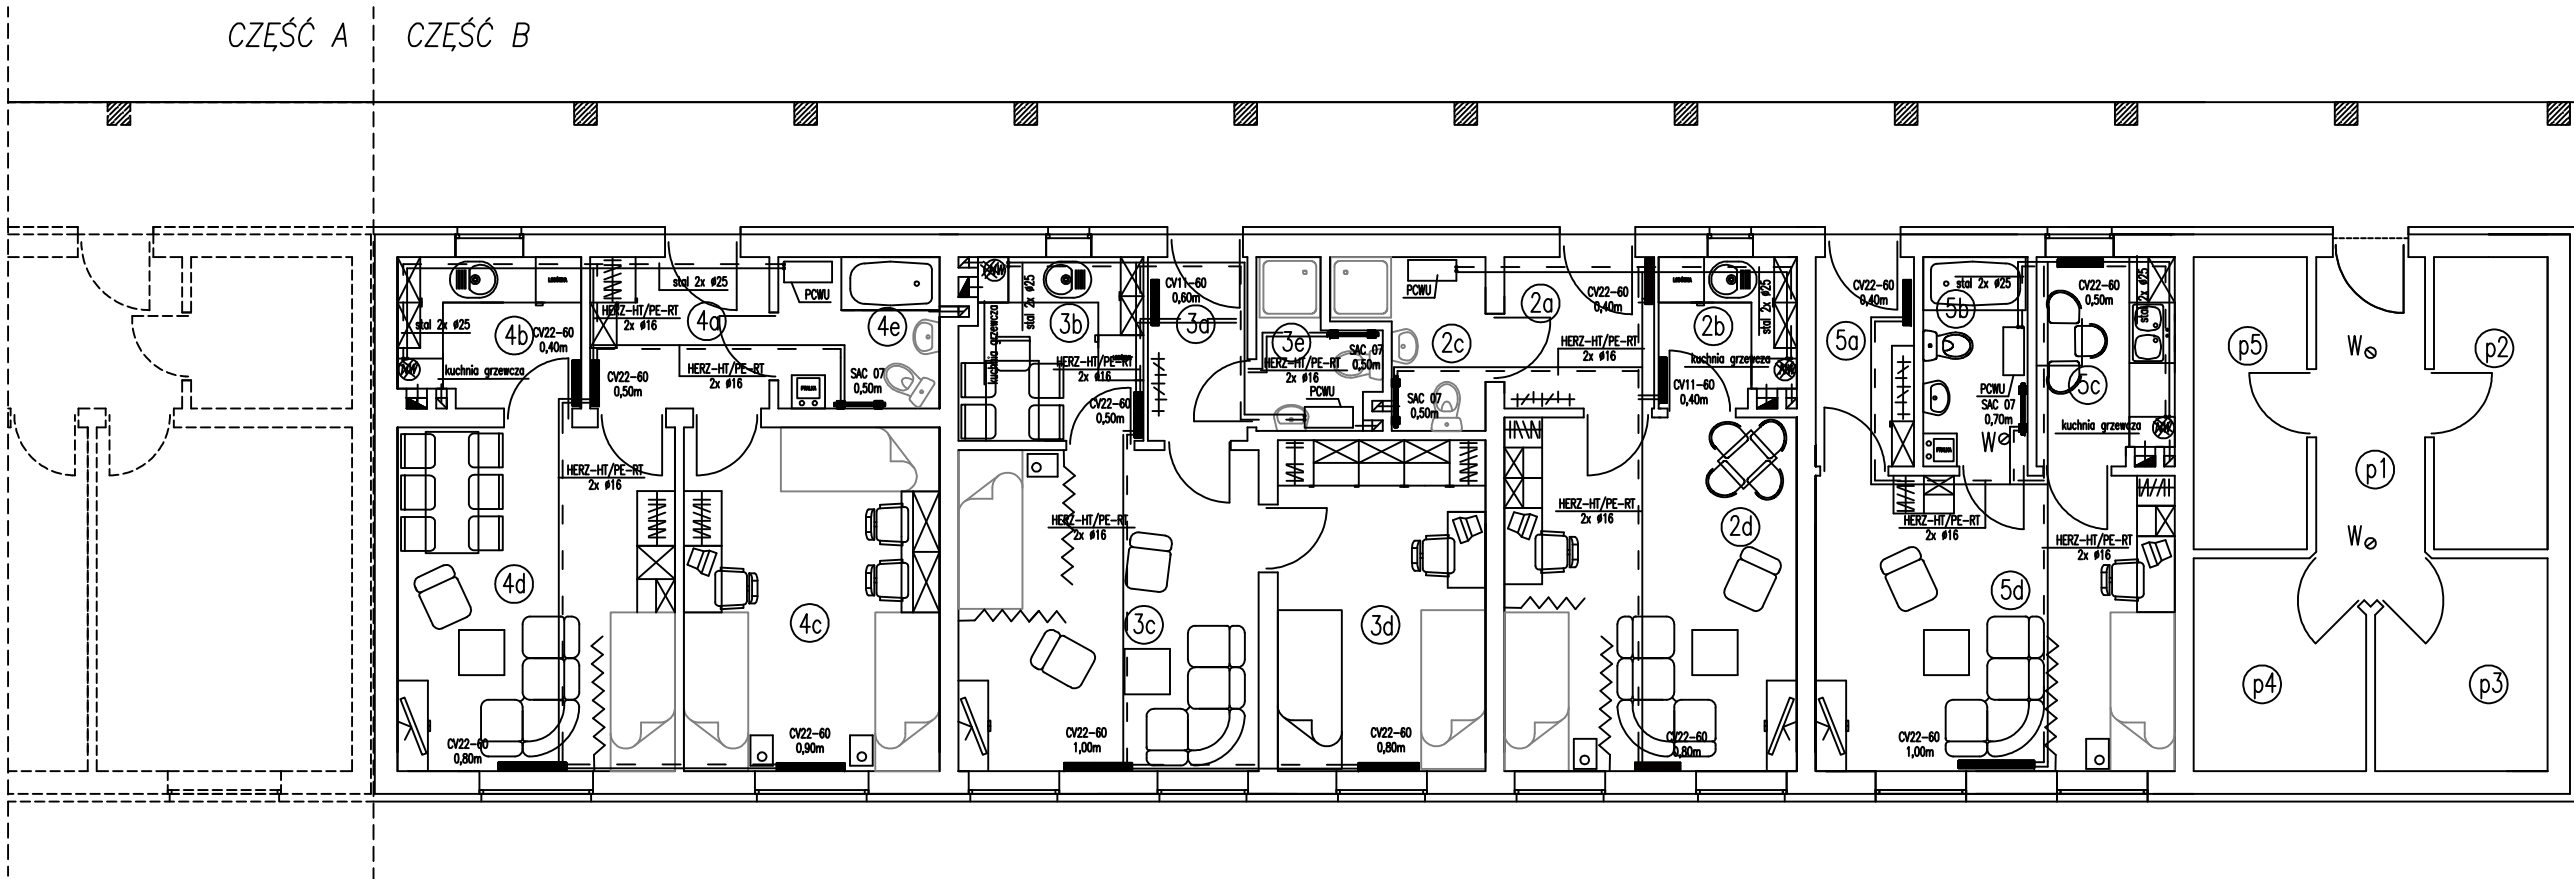 CZĘŚĆ A
CZĘŚĆ B
stal 2x ø25
4b
CV22-60
0,40m
kuchnia grzewcza
HERZ-HT/PE-RT
2x ø16
CV22-60
0,50m
stal 2x ø25
4a
HERZ-HT/PE-RT
2x ø16
PCWU
4e
SAC 07
0,50m
HERZ-HT/PE-RT
2x ø16
4d
CV22-60
0,80m
4c
CV22-60
0,90m
kuchnia grzewcza
stal 2x ø25
3b
HERZ-HT/PE-RT
2x ø16
CV22-60
0,50m
CV11-60
0,60m
3a
3e
HERZ-HT/PE-RT
2x ø16
PCWU
SAC 07
0,50m
HERZ-HT/PE-RT
2x ø16
3c
CV22-60
1,00m
3d
CV22-60
0,80m
PCWU
2c
SAC 07
0,50m
2a
CV22-60
0,40m
HERZ-HT/PE-RT
2x ø16
2b
stal 2x ø25
kuchnia grzewcza
CV11-60
0,40m
HERZ-HT/PE-RT
2x ø16
2d
CV22-60
0,80m
5a
CV22-60
0,40m
stal 2x ø25
5b
PCWU
SAC 07
0,70m
W
CV22-60
0,50m
stal 2x ø25
5c
kuchnia grzewcza
HERZ-HT/PE-RT
2x ø16
HERZ-HT/PE-RT
2x ø16
5d
CV22-60
1,00m
p5
W
p2
p1
W
p4
p3